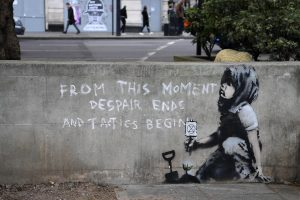 FROM THIS MOMENT
DESPAIR ENDS
AND TACTICS BEGIN